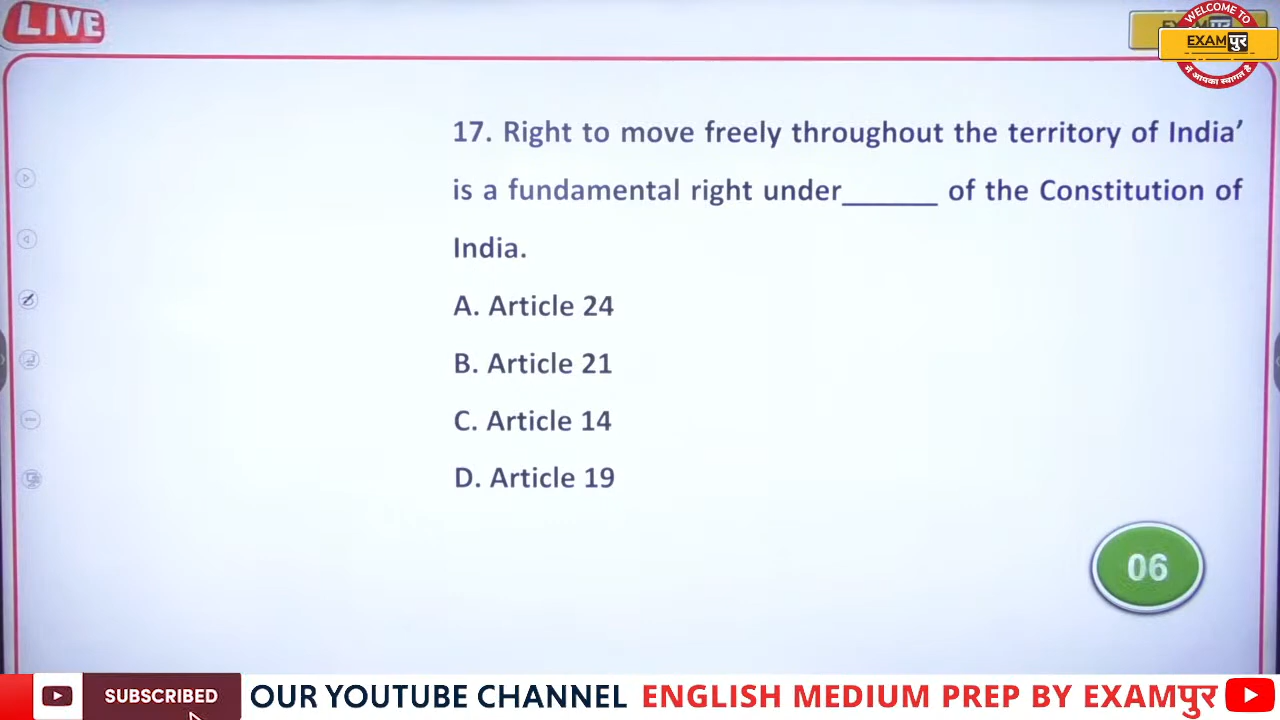 LIVE
WELCOME TO
EXAMपुर
में आपका स्वागत है
17. Right to move freely throughout the territory of India’
is a fundamental right under______ of the Constitution of
India.
A. Article 24
B. Article 21
C. Article 14
D. Article 19
06
SUBSCRIBED OUR YOUTUBE CHANNEL ENGLISH MEDIUM PREP BY EXAMपुर